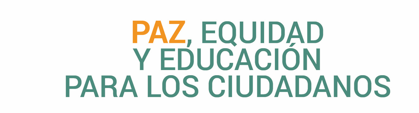 PAZ, EQUIDAD
Y EDUCACIÓN
PARA LOS CIUDADANOS